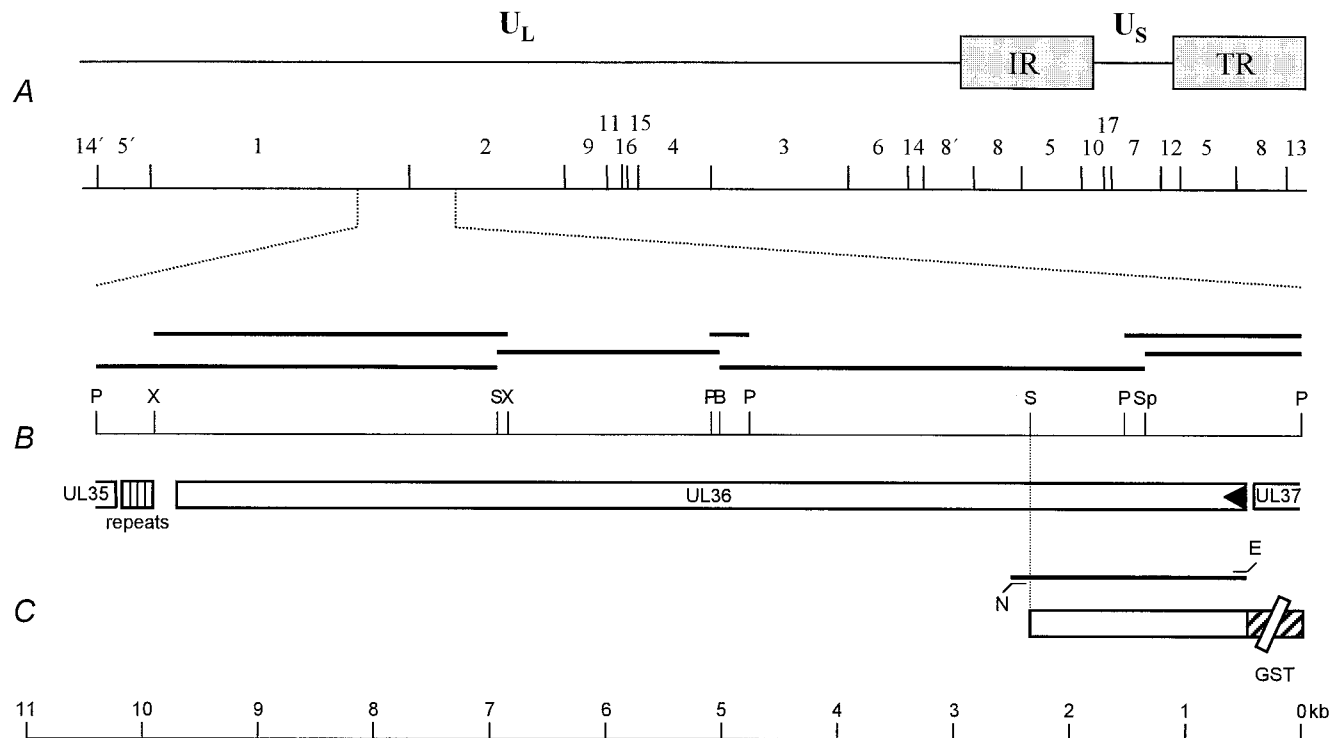 U_L U_S
IR TR
A
11 15 17
14′ 5′ 1 2 9 16 4 3 6 14 8′ 8 5 10 7 12 5 8 13
P X S X P B P S P Sp P
B
UL35 UL36 UL37
repeats
E
N
C
GST
11 10 9 8 7 6 5 4 3 2 1 0 kb